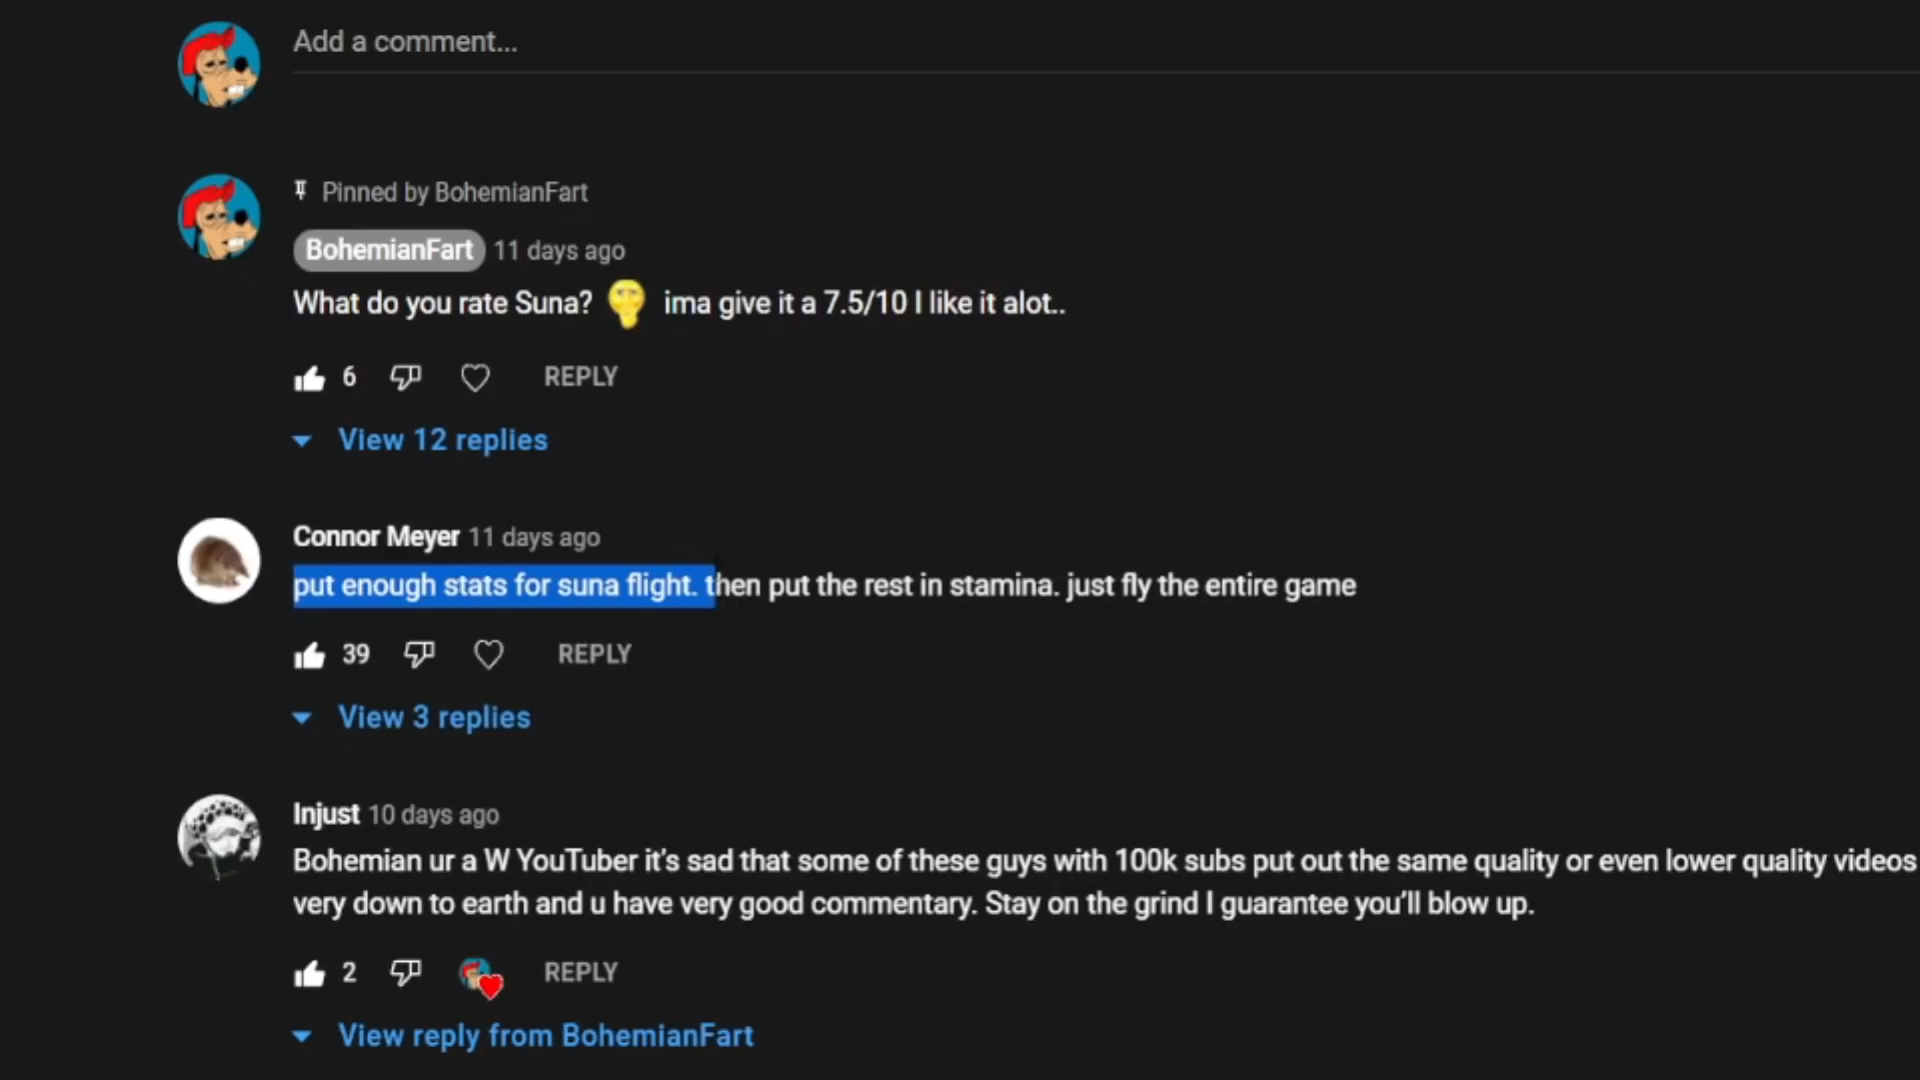 Add a comment...
Pinned by BohemianFart
BohemianFart 11 days ago
What do you rate Suna? ima give it a 7.5/10 I like it alot..
6 REPLY
View 12 replies
Connor Meyer 11 days ago
put enough stats for suna flight. then put the rest in stamina. just fly the entire game
39 REPLY
View 3 replies
Injust 10 days ago
Bohemian ur a W YouTuber it's sad that some of these guys with 100k subs put out the same quality or even lower quality videos
very down to earth and u have very good commentary. Stay on the grind I guarantee you'll blow up.
2 REPLY
View reply from BohemianFart